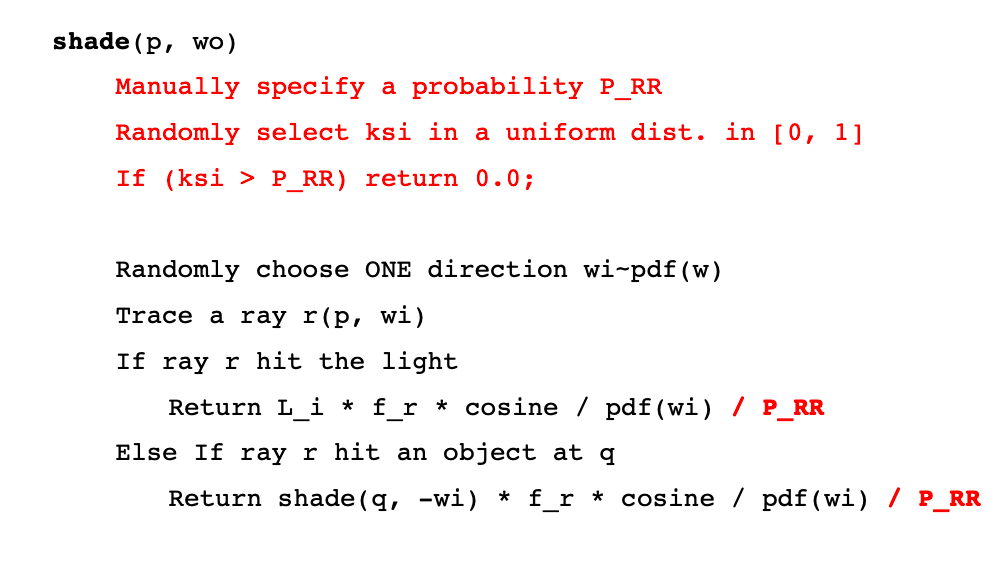 shade(p, wo)
Manually specify a probability P_RR
Randomly select ksi in a uniform dist. in [0, 1]
If (ksi > P_RR) return 0.0;
Randomly choose ONE direction wi~pdf(w)
Trace a ray r(p, wi)
If ray r hit the light
Return L_i * f_r * cosine / pdf(wi) / P_RR
Else If ray r hit an object at q
Return shade(q, -wi) * f_r * cosine / pdf(wi) / P_RR